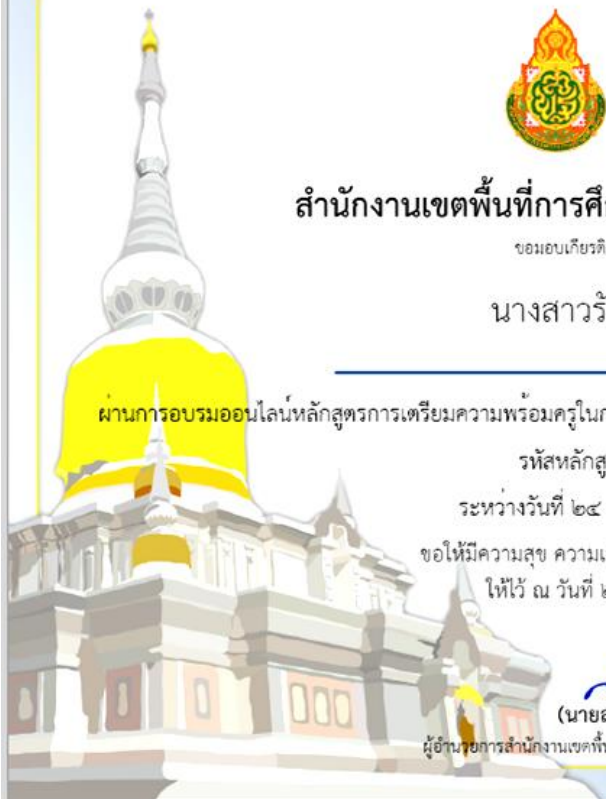 สำนักงานเขตพื้นที่การศึ
ขอมอบเกียรติ
นางสาวรั
ผ่านการอบรมออนไลน์หลักสูตรการเตรียมความพร้อมครูใน
รหัสหลักสู
ระหว่างวันที่ ๒๔
ขอให้มีความสุข ความเ
ให้ไว้ ณ วันที่
(นาย
ผู้อำนวยการสำนักงานเขตพื้น